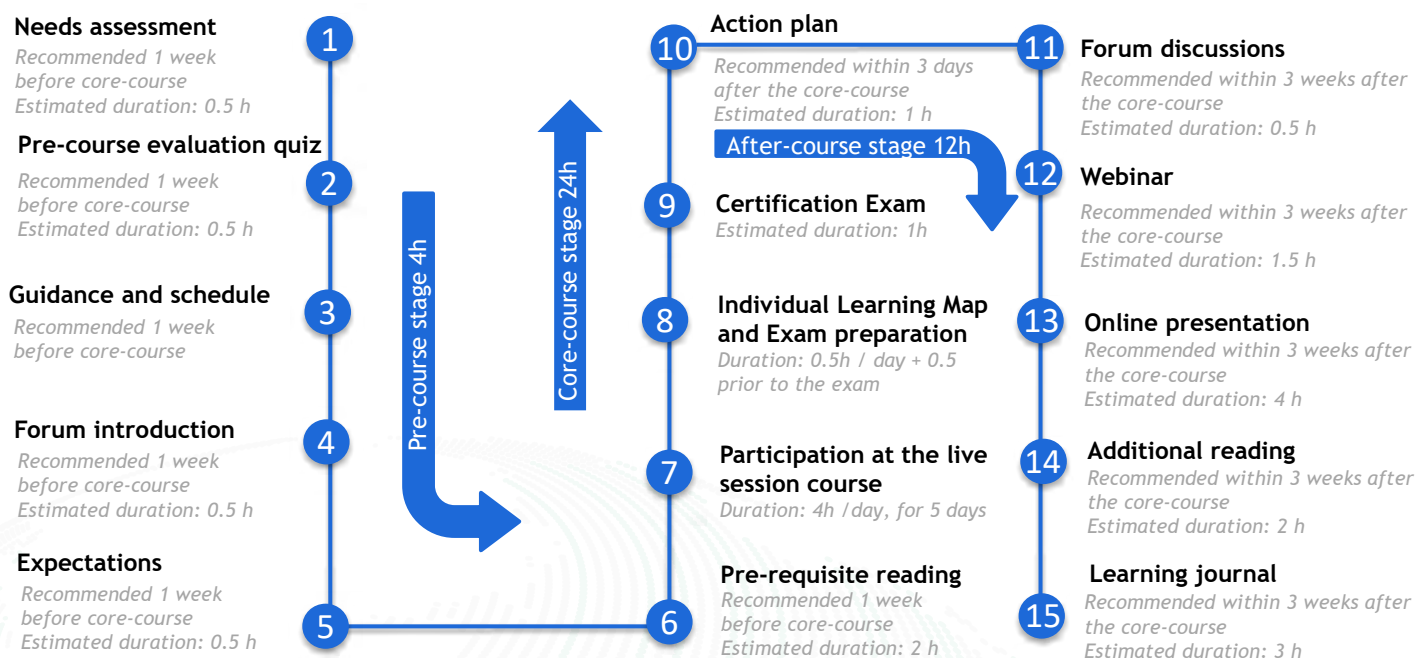 1
Needs assessment
Recommended 1 week
before core-course
Estimated duration: 0.5 h
2
Pre-course evaluation quiz
Recommended 1 week
before core-course
Estimated duration: 0.5 h
3
Guidance and schedule
Recommended 1 week
before core-course
4
Forum introduction
Recommended 1 week
before core-course
Estimated duration: 0.5 h
5
Expectations
Recommended 1 week
before core-course
Estimated duration: 0.5 h
Pre-course stage 4h
Core-course stage 24h
6
Pre-requisite reading
Recommended 1 week
before core-course
Estimated duration: 2 h
7
Participation at the live
session course
Duration: 4h /day, for 5 days
8
Individual Learning Map
and Exam preparation
Duration: 0.5h / day + 0.5
prior to the exam
9
Certification Exam
Estimated duration: 1h
10
Action plan
Recommended within 3 days
after the core-course
Estimated duration: 1 h
After-course stage 12h
11
Forum discussions
Recommended within 3 weeks after
the core-course
Estimated duration: 0.5 h
12
Webinar
Recommended within 3 weeks after
the core-course
Estimated duration: 1.5 h
13
Online presentation
Recommended within 3 weeks after
the core-course
Estimated duration: 4 h
14
Additional reading
Recommended within 3 weeks after
the core-course
Estimated duration: 2 h
15
Learning journal
Recommended within 3 weeks after
the core-course
Estimated duration: 3 h